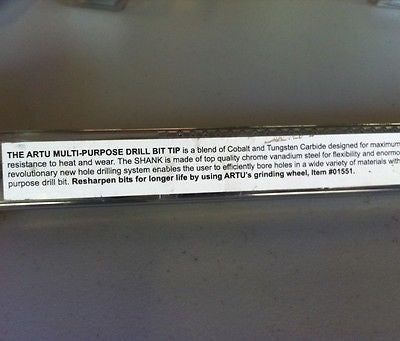 THE ARTU MULTI-PURPOSE DRILL BIT TIP is a blend of Cobalt and Tungsten Carbide designed for maximum
resistance to heat and wear. The SHANK is made of top quality chrome vanadium steel for flexibility and enormo
revolutionary new hole drilling system enables the user to efficiently bore holes in a wide variety of materials with
purpose drill bit. Resharpen bits for longer life by using ARTU's grinding wheel, Item #01551.